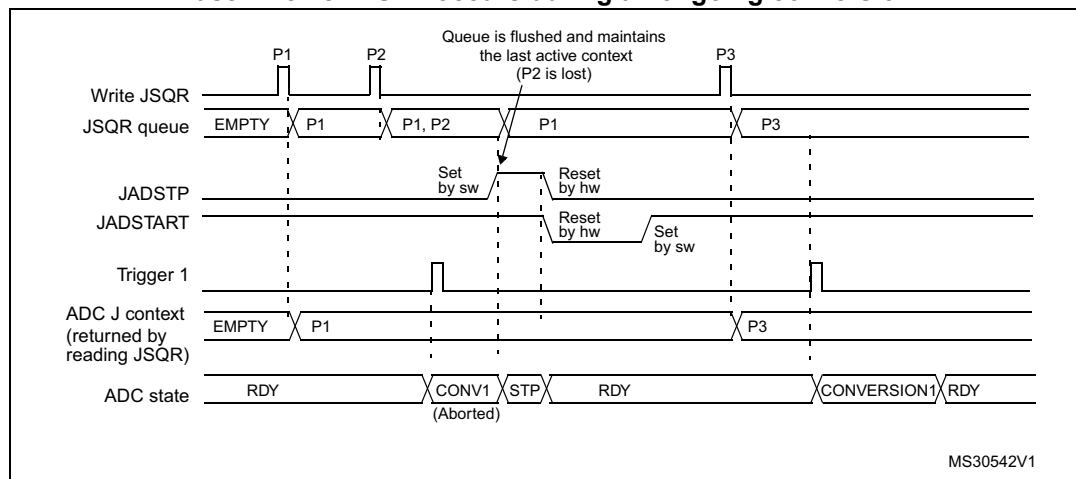 Queue is flushed and maintains
the last active context
(P2 is lost)
P1
P2
P3
Write JSQR
JSQR queue
EMPTY
P1
P1, P2
P1
P3
Set
by sw
Reset
by hw
JADSTP
JADSTART
Reset
by hw
Set
by sw
Trigger 1
ADC J context
(returned by
reading JSQR)
EMPTY
P1
P3
ADC state
RDY
CONV1
STP
RDY
CONVERSION1
RDY
(Aborted)
MS30542V1